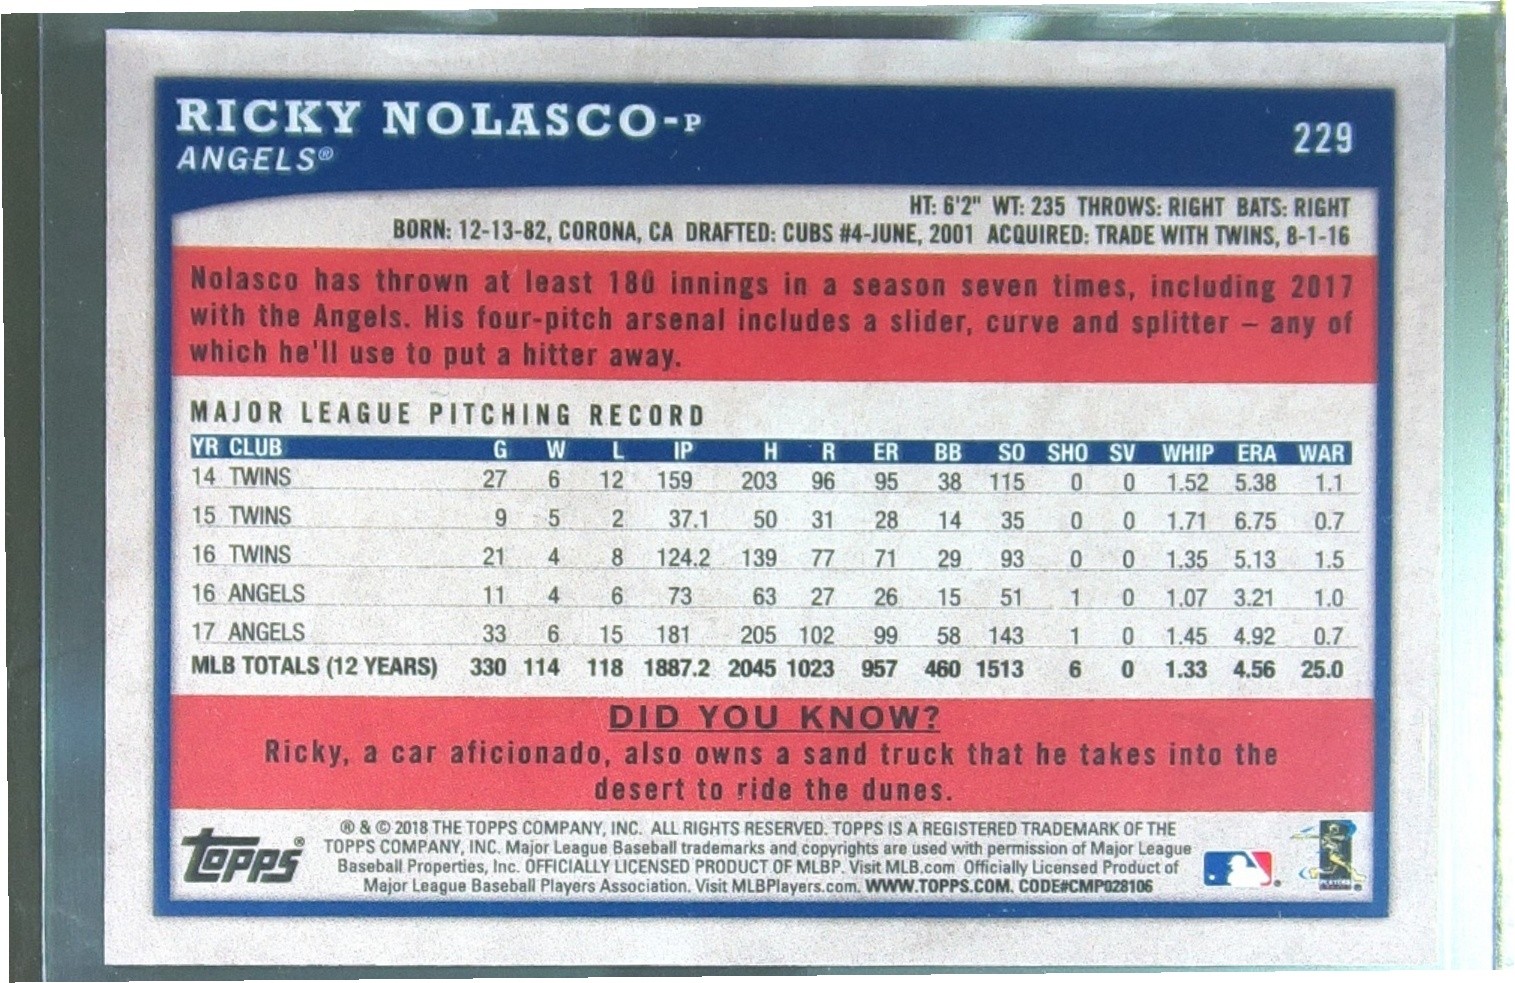 RICKY NOLASCO-P
ANGELS®
229
HT: 6'2" WT: 235 THROWS: RIGHT BATS: RIGHT
BORN: 12-13-82, CORONA, CA DRAFTED: CUBS #4-JUNE, 2001 ACQUIRED: TRADE WITH TWINS, 8-1-16
Nolasco has thrown at least 180 innings in a season seven times, including 2017
with the Angels. His four-pitch arsenal includes a slider, curve and splitter – any of
which he'll use to put a hitter away.
MAJOR LEAGUE PITCHING RECORD
YR CLUB G W L IP H R ER BB SO SHO SV WHIP ERA WAR
14 TWINS 27 6 12 159 203 96 95 38 115 0 0 1.52 5.38 1.1
15 TWINS 9 5 2 37.1 50 31 28 14 35 0 0 1.71 6.75 0.7
16 TWINS 21 4 8 124.2 139 77 71 29 93 0 0 1.35 5.13 1.5
16 ANGELS 11 4 6 73 63 27 26 15 51 1 0 1.07 3.21 1.0
17 ANGELS 33 6 15 181 205 102 99 58 143 1 0 1.45 4.92 0.7
MLB TOTALS (12 YEARS) 330 114 118 1887.2 2045 1023 957 460 1513 6 0 1.33 4.56 25.0
DID YOU KNOW?
Ricky, a car aficionado, also owns a sand truck that he takes into the
desert to ride the dunes.
Topps®
® & © 2018 THE TOPPS COMPANY, INC. ALL RIGHTS RESERVED. TOPPS IS A REGISTERED TRADEMARK OF THE
TOPPS COMPANY, INC. Major League Baseball trademarks and copyrights are used with permission of Major League
Baseball Properties, Inc. OFFICIALLY LICENSED PRODUCT OF MLBP. Visit MLB.com Officially Licensed Product of
Major League Baseball Players Association. Visit MLBPlayers.com. WWW.TOPPS.COM. CODE#CMP028106